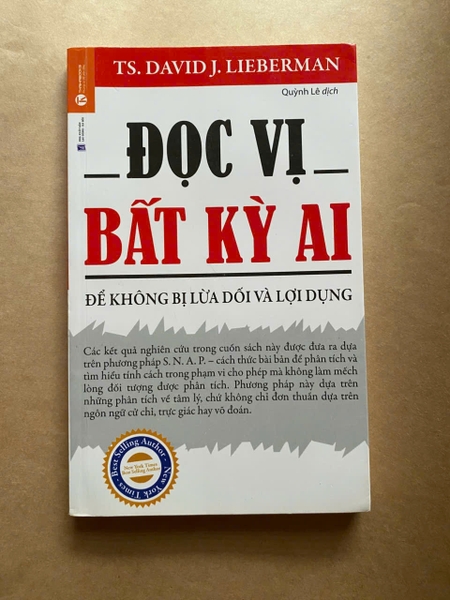 TS. DAVID J. LIEBERMAN
Quỳnh Lê dịch
ĐỌC VỊ
BẤT KỲ AI
ĐỂ KHÔNG BỊ LỪA DỐI VÀ LỢI DỤNG
Các kết quả nghiên cứu trong cuốn sách này được đưa ra dựa
trên phương pháp S. N. A. P. – cách thức bài bản để phân tích và
tìm hiểu tính cách trong phạm vi cho phép mà không làm mếch
lòng đối tượng được phân tích. Phương pháp này dựa trên
những phân tích về tâm lý, chứ không chỉ đơn thuần dựa trên
ngôn ngữ cử chỉ, trực giác hay võ đoán.
Best Selling Author - New York Times -
New York Times
Best Selling Author